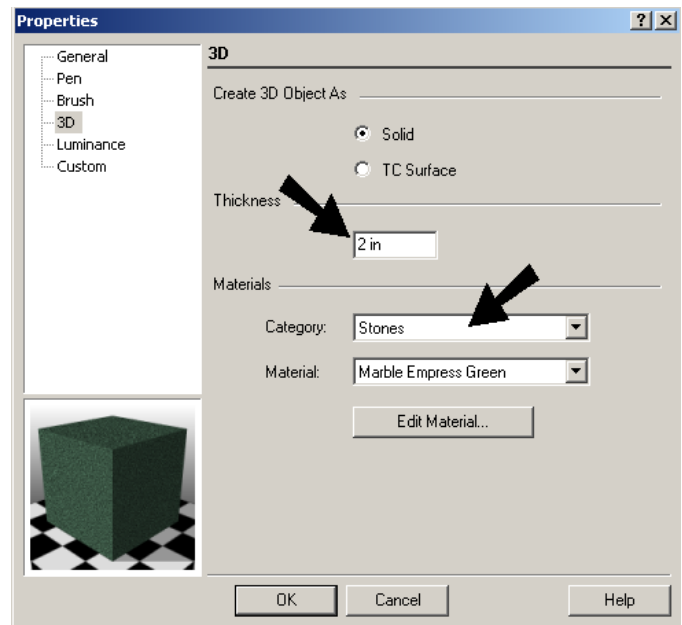 Properties
General
Pen
Brush
3D
Luminance
Custom
3D
Create 3D Object As
Solid
TC Surface
Thickness
2 in
Materials
Category: Stones
Material: Marble Empress Green
Edit Material...
OK Cancel Help